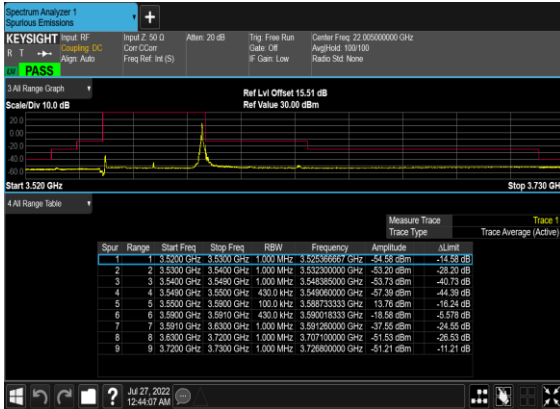 Spectrum Analyzer 1
Spurious Emissions
KEYSIGHT Input: RF Input Z: 50 Ω Atten: 20 dB Trig: Free Run Center Freq: 22.005000000 GHz
R T Coupling: DC Corr CCorr Gate: Off Avg|Hold: 100/100
Align: Auto Freq Ref: Int (S) IF Gain: Low Radio Std: None
PASS
3 All Range Graph
Ref Lvl Offset 15.51 dB
Scale/Div 10.0 dB Ref Value 30.00 dBm
20.0
0.00
-20.0
-40.0
-60.0
Start 3.520 GHz Stop 3.730 GH
4 All Range Table
Measure Trace Trace 1
Trace Type Trace Average (Active)
Spur Range Start Freq Stop Freq RBW Frequency Amplitude ΔLimit
1 1 3.5200 GHz 3.5300 GHz 1.000 MHz 3.525366667 GHz -54.58 dBm -14.58 dB
2 2 3.5300 GHz 3.5400 GHz 1.000 MHz 3.532300000 GHz -53.20 dBm -28.20 dB
3 3 3.5400 GHz 3.5490 GHz 1.000 MHz 3.548385000 GHz -53.73 dBm -40.73 dB
4 4 3.5490 GHz 3.5500 GHz 430.0 kHz 3.549060000 GHz -57.39 dBm -44.39 dB
5 5 3.5500 GHz 3.5900 GHz 100.0 kHz 3.588733333 GHz 13.76 dBm -16.24 dB
6 6 3.5900 GHz 3.5910 GHz 430.0 kHz 3.590018333 GHz -18.58 dBm -5.578 dB
7 7 3.5910 GHz 3.6300 GHz 1.000 MHz 3.591260000 GHz -37.55 dBm -24.55 dB
8 8 3.6300 GHz 3.7200 GHz 1.000 MHz 3.707100000 GHz -51.53 dBm -26.53 dB
9 9 3.7200 GHz 3.7300 GHz 1.000 MHz 3.726800000 GHz -51.21 dBm -11.21 dB
Jul 27, 2022
12:44:07 AM